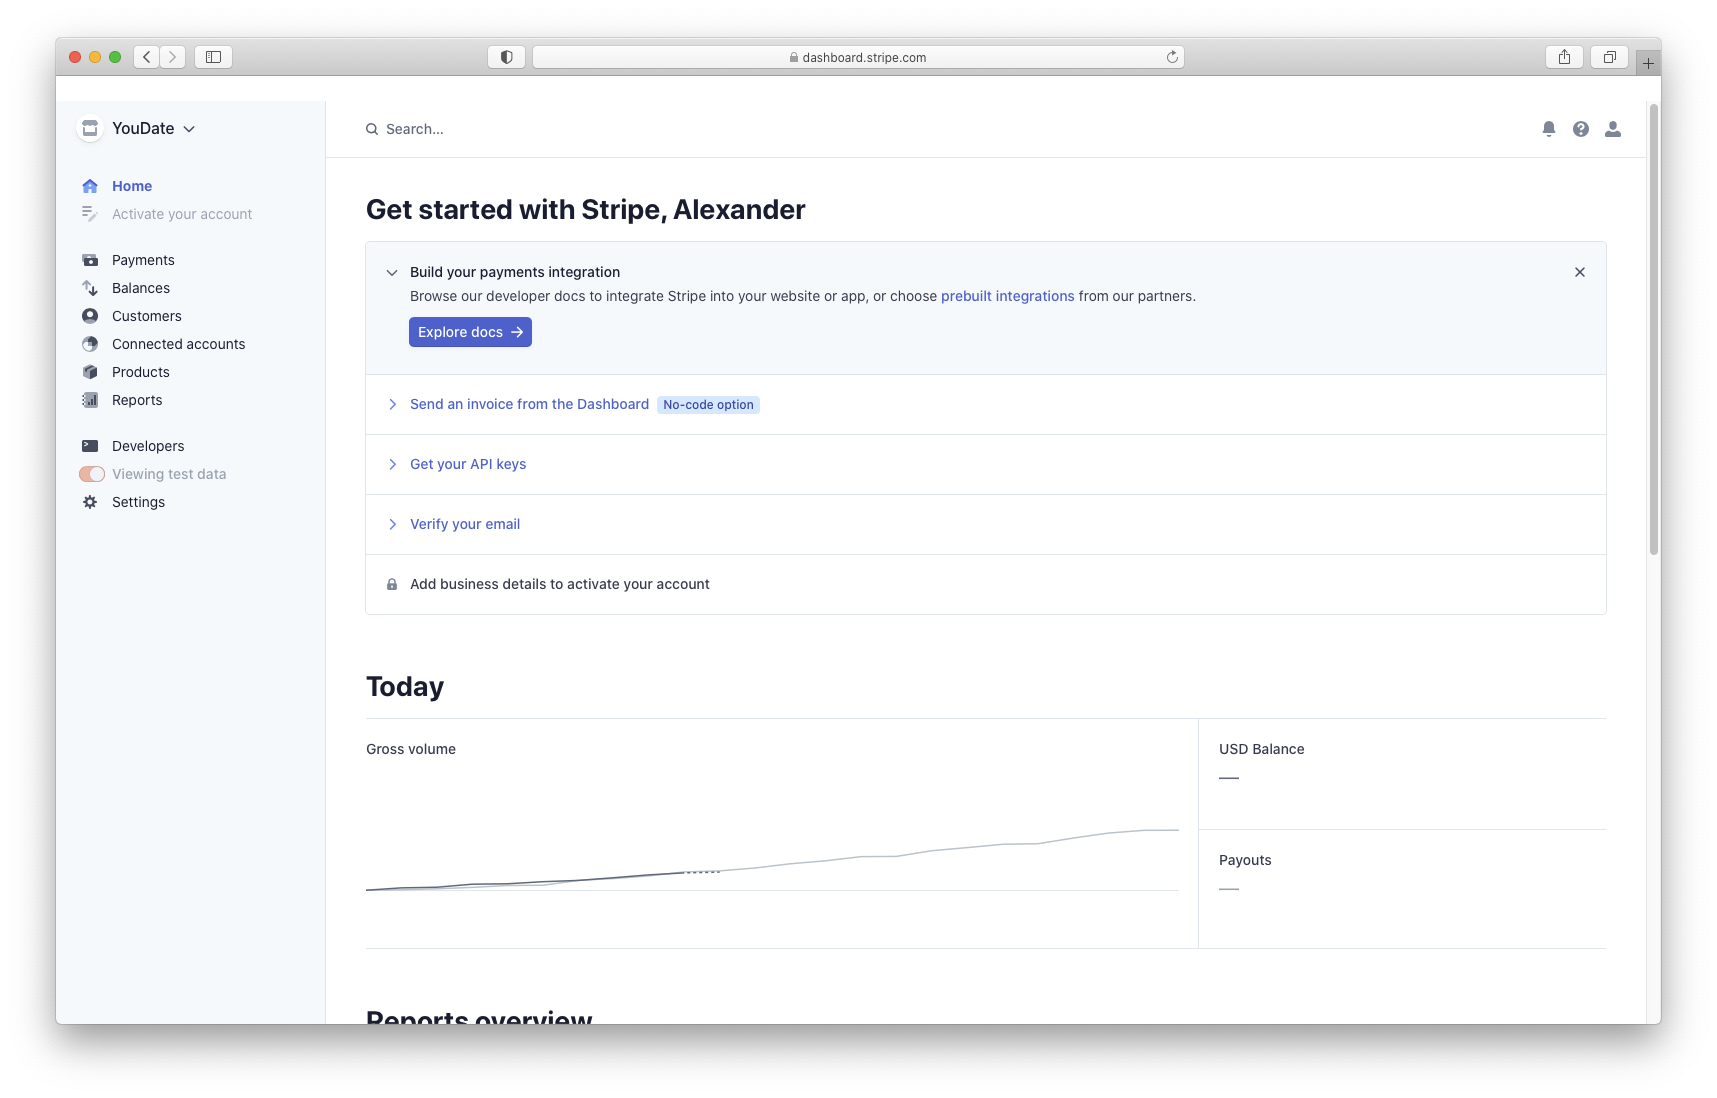 dashboard.stripe.com
YouDate
Search...
Home
Activate your account
Payments
Balances
Customers
Connected accounts
Products
Reports
Developers
Viewing test data
Settings
Get started with Stripe, Alexander
Build your payments integration
Browse our developer docs to integrate Stripe into your website or app, or choose prebuilt integrations from our partners.
Explore docs →
Send an invoice from the Dashboard No-code option
Get your API keys
Verify your email
Add business details to activate your account
Today
Gross volume
USD Balance
—
Payouts
—
Reports overview